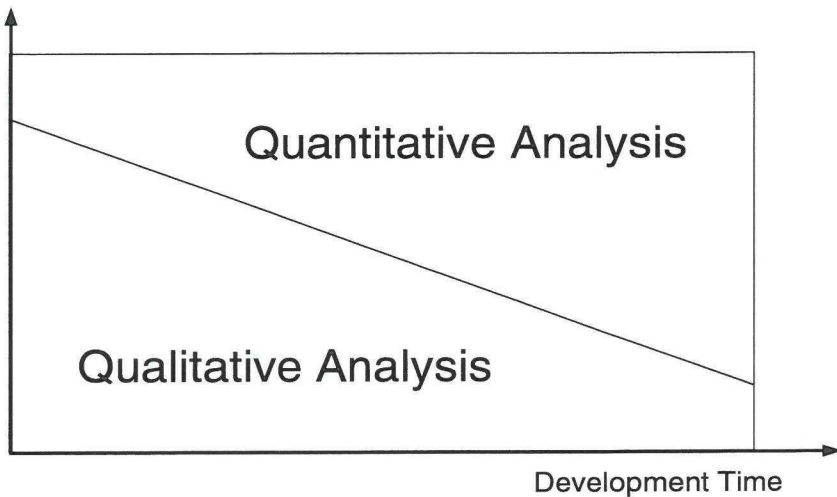 Quantitative Analysis
Qualitative Analysis
Development Time